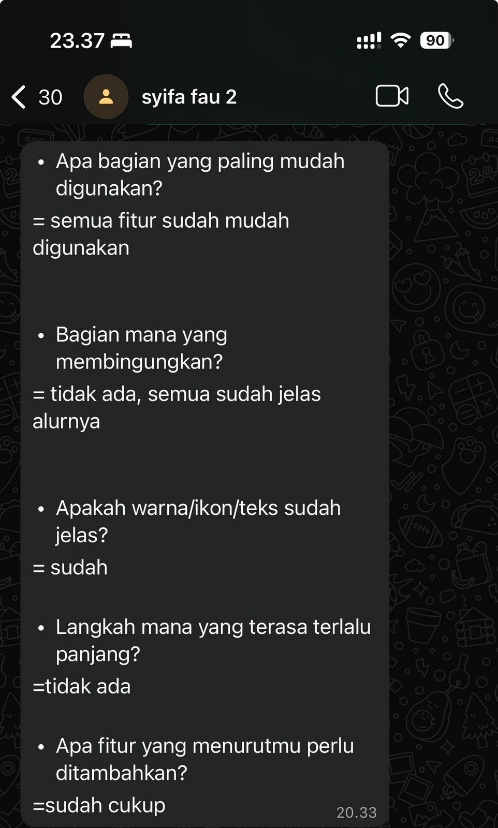 23.37
90
30
syifa fau 2
• Apa bagian yang paling mudah
digunakan?
= semua fitur sudah mudah
digunakan
• Bagian mana yang
membingungkan?
= tidak ada, semua sudah jelas
alurnya
• Apakah warna/ikon/teks sudah
jelas?
= sudah
• Langkah mana yang terasa terlalu
panjang?
=tidak ada
• Apa fitur yang menurutmu perlu
ditambahkan?
=sudah cukup
20.33